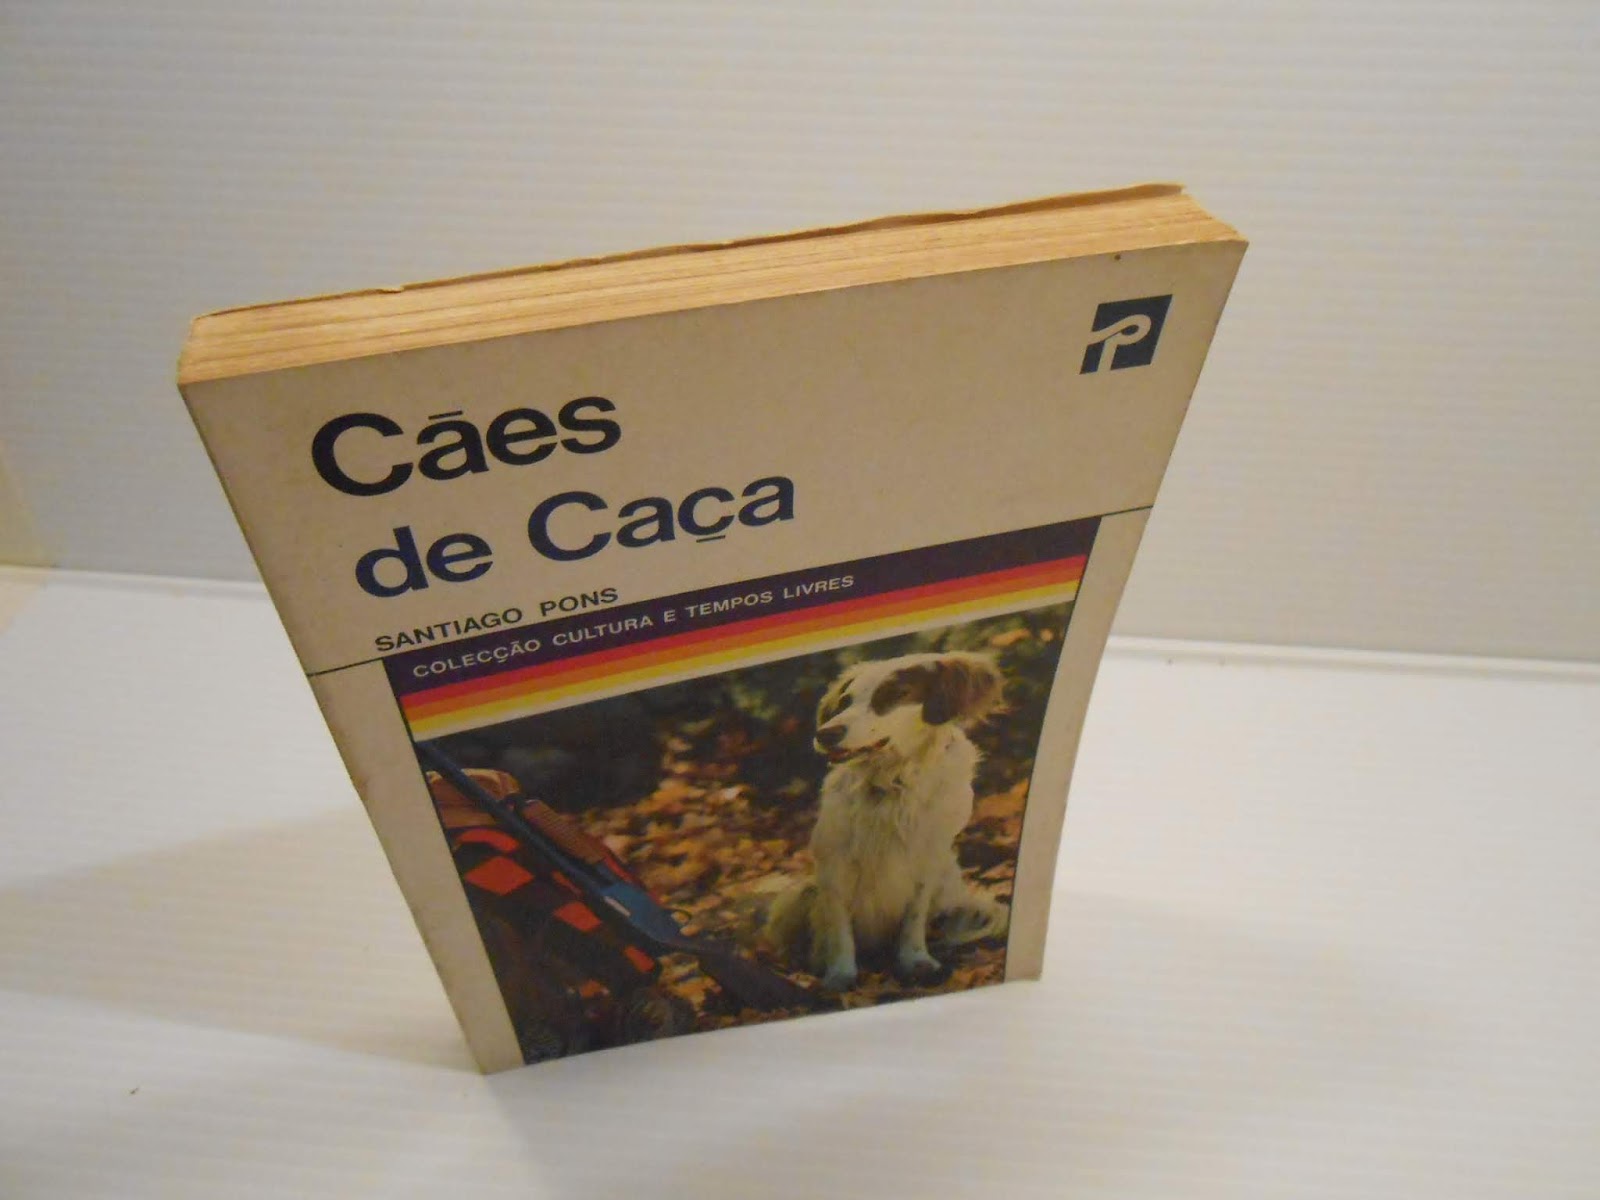 Cães
de Caça
SANTIAGO PONS
COLECÇÃO CULTURA E TEMPOS LIVRES
P